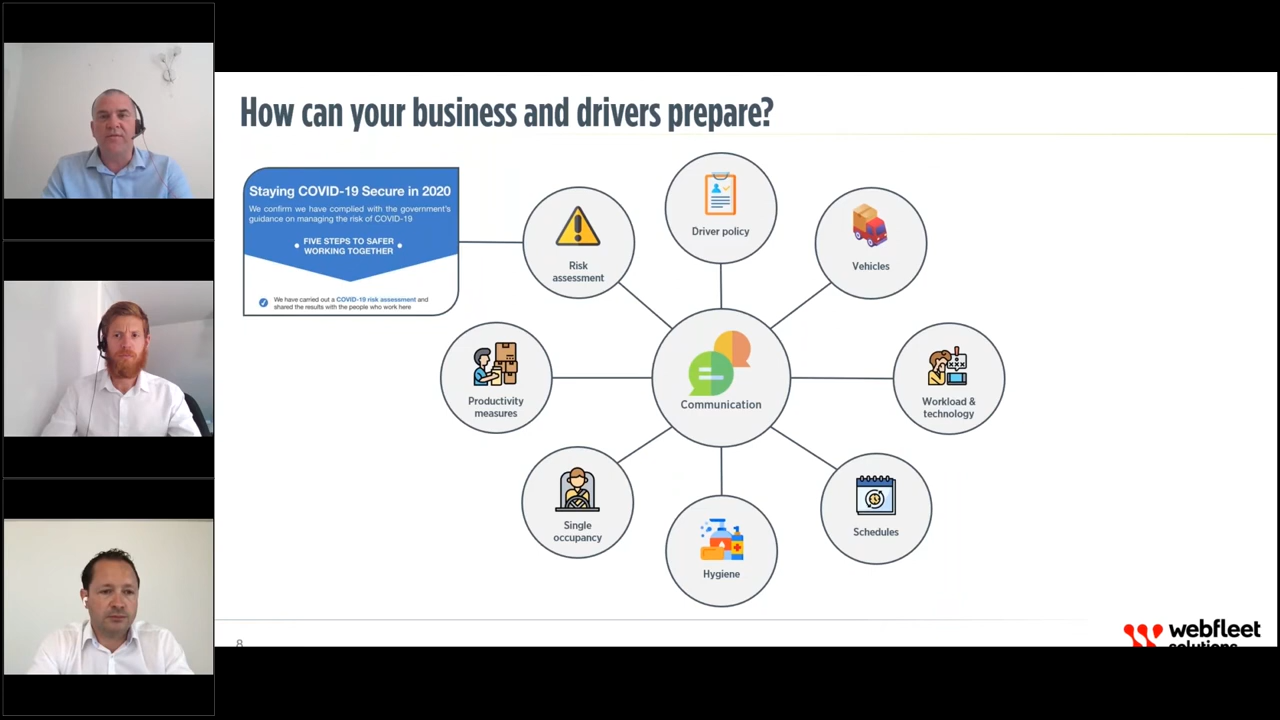 How can your business and drivers prepare?
Staying COVID-19 Secure in 2020
We confirm we have complied with the government's
guidance on managing the risk of COVID-19
FIVE STEPS TO SAFER
WORKING TOGETHER
We have carried out a COVID-19 risk assessment and
shared the results with the people who work here
Risk
assessment
Driver policy
Vehicles
Productivity
measures
Communication
Workload &
technology
Single
occupancy
Hygiene
Schedules
8
webfleet
solutions